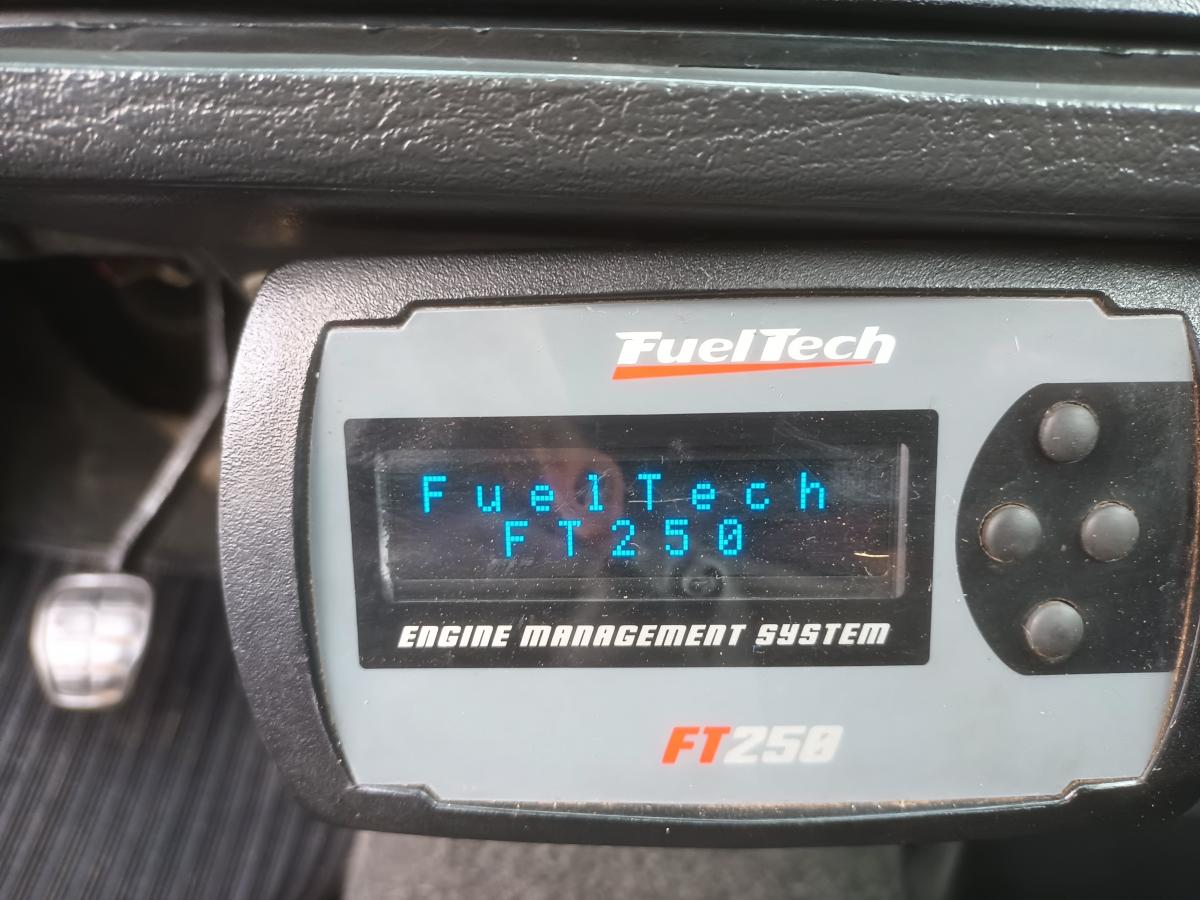 FuelTech
FuelTech
FT250
ENGINE MANAGEMENT SYSTEM
FT250